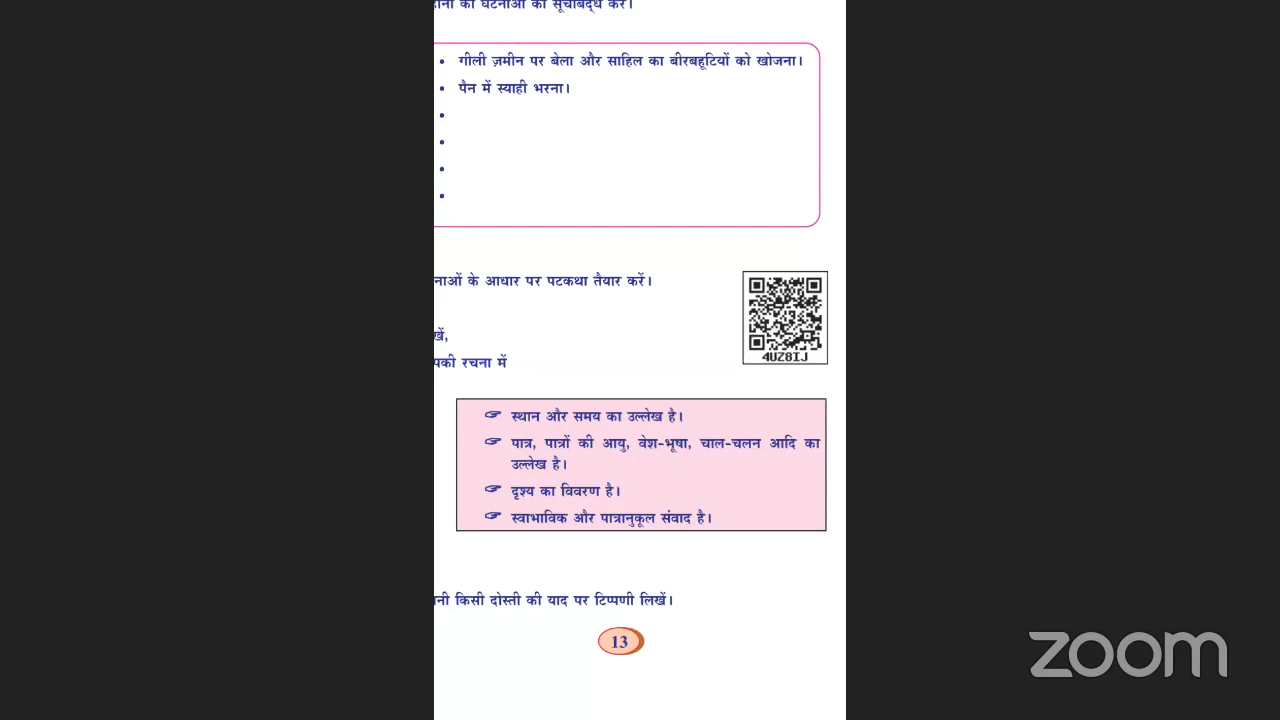 की घटनाओं को सूचीबद्ध करें।
• गीली ज़मीन पर बेला और साहिल का बीरबहूटियों को खोजना।
• पैन में स्याही भरना।
•
•
•
•
नाओं के आधार पर पटकथा तैयार करें।
खें,
पकी रचना में
4UZ8IJ
☞ स्थान और समय का उल्लेख है।
☞ पात्र, पात्रों की आयु, वेश-भूषा, चाल-चलन आदि का
उल्लेख है।
☞ दृश्य का विवरण है।
☞ स्वाभाविक और पात्रानुकूल संवाद है।
नी किसी दोस्ती की याद पर टिप्पणी लिखें।
13
zoom